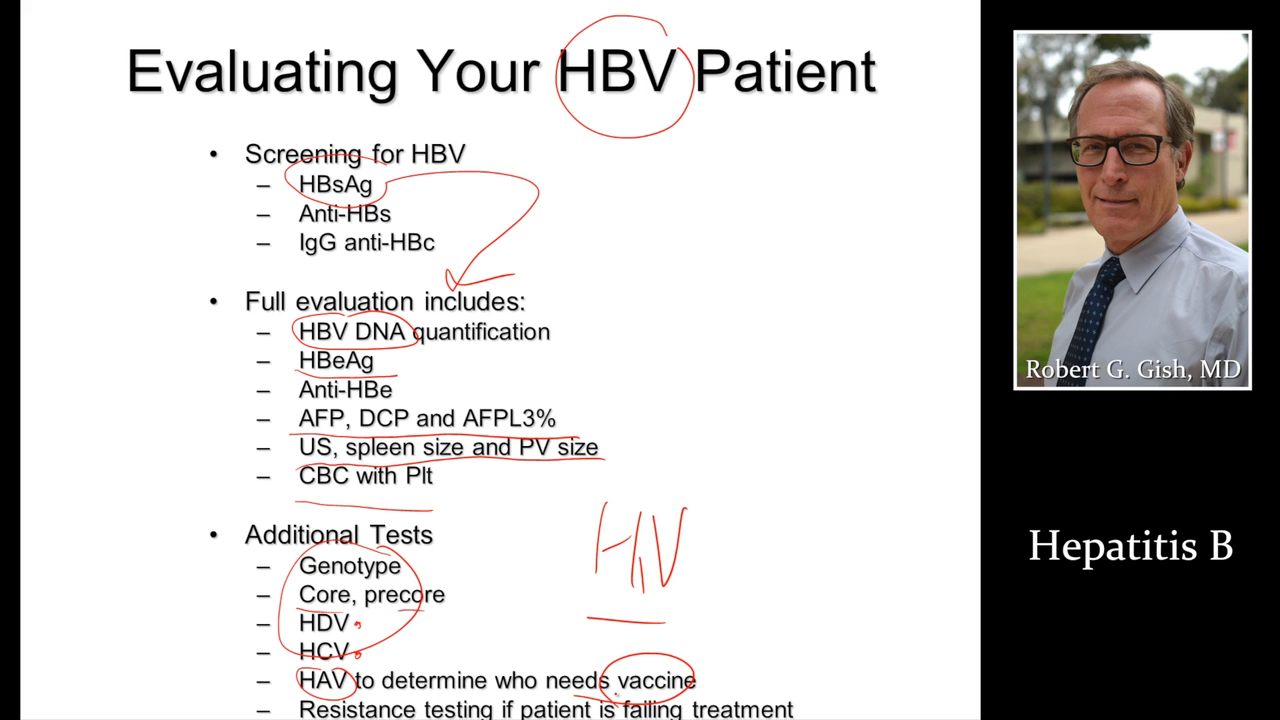 Evaluating Your HBV Patient
• Screening for HBV
– HBsAg
– Anti-HBs
– IgG anti-HBc
• Full evaluation includes:
– HBV DNA quantification
– HBeAg
– Anti-HBe
– AFP, DCP and AFPL3%
– US, spleen size and PV size
– CBC with Plt
• Additional Tests
– Genotype
– Core, precore
– HDV
– HCV
– HAV to determine who needs vaccine
– Resistance testing if patient is failing treatment
HIV
Robert G. Gish, MD
Hepatitis B